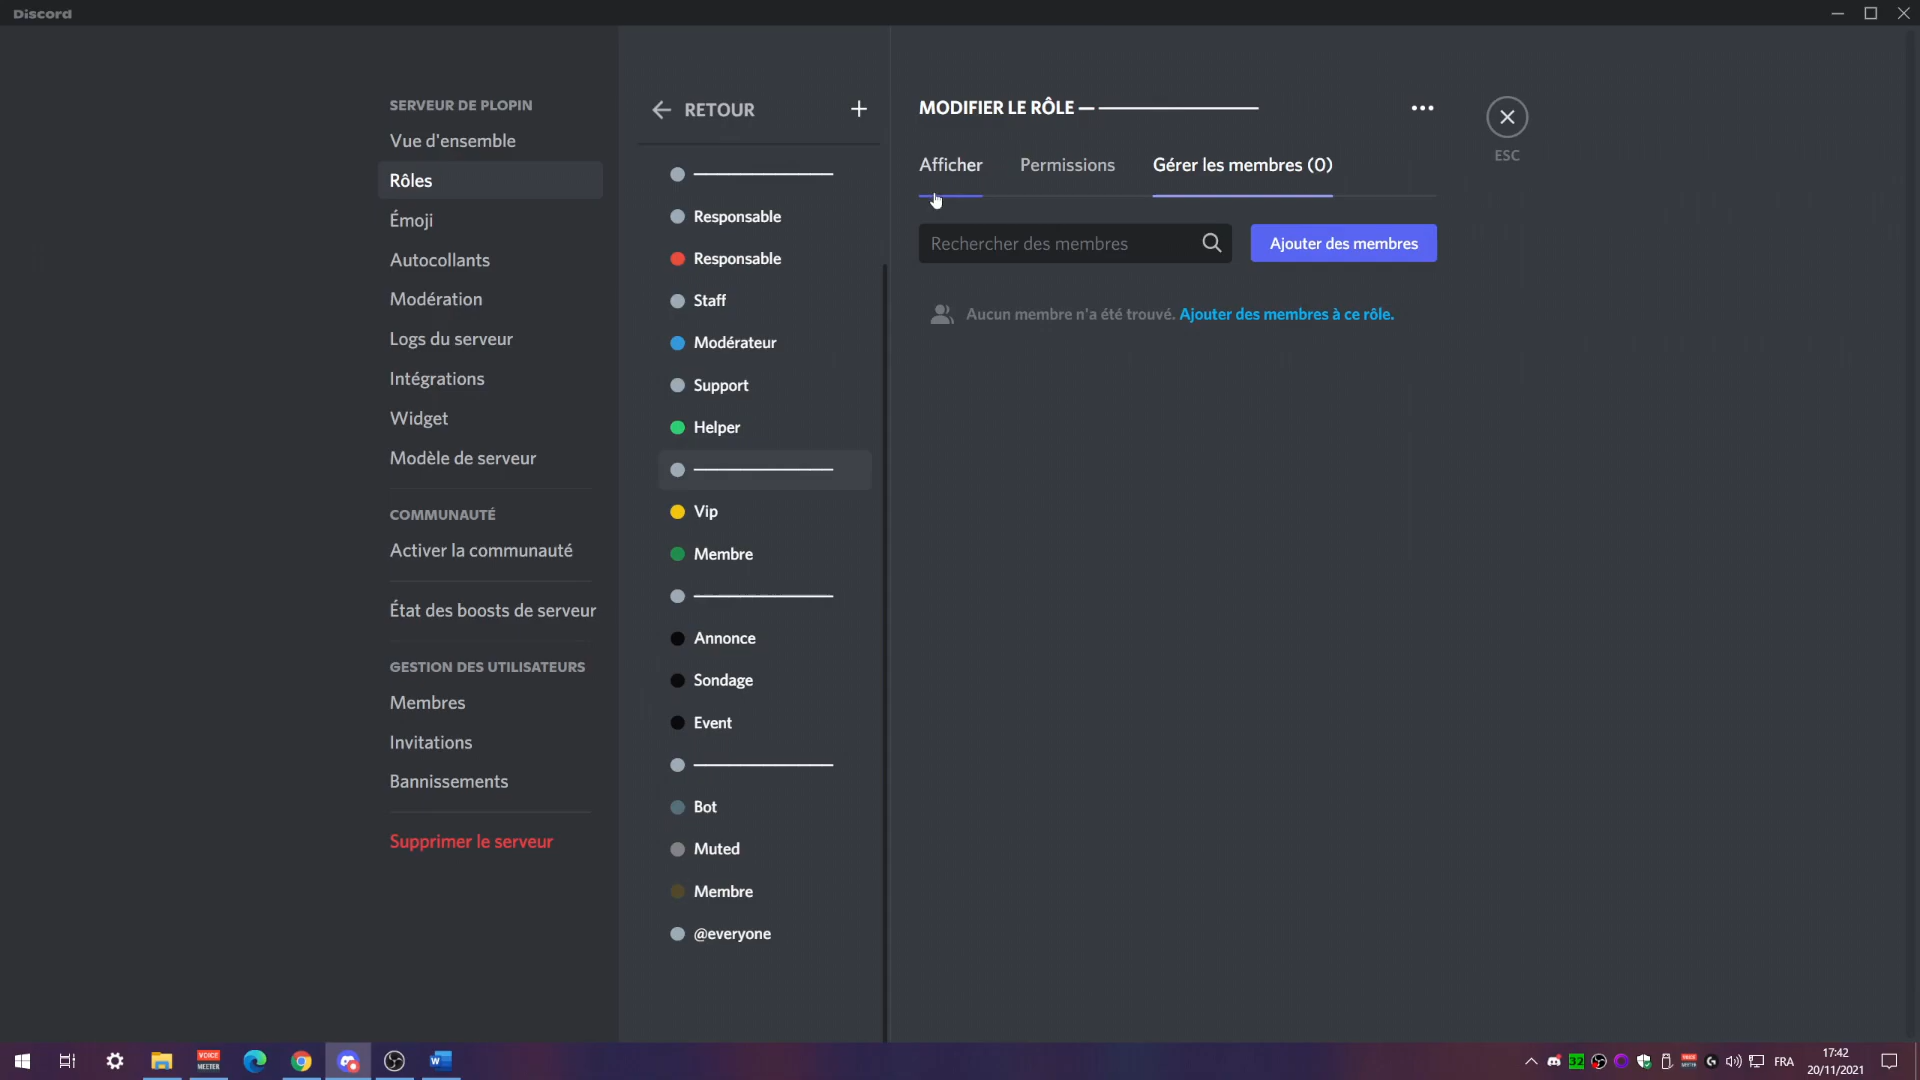 Discord
SERVEUR DE PLOPIN
Vue d'ensemble
Rôles
Émoji
Autocollants
Modération
Logs du serveur
Intégrations
Widget
Modèle de serveur
COMMUNAUTÉ
Activer la communauté
État des boosts de serveur
GESTION DES UTILISATEURS
Membres
Invitations
Bannissements
Supprimer le serveur
RETOUR
Responsable
Responsable
Staff
Modérateur
Support
Helper
Vip
Membre
Annonce
Sondage
Event
Bot
Muted
Membre
@everyone
MODIFIER LE RÔLE — ——————————
Afficher Permissions Gérer les membres (0)
Rechercher des membres
Ajouter des membres
Aucun membre n'a été trouvé. Ajouter des membres à ce rôle.
ESC
VOICE
MEETER
32
FRA
17:42
20/11/2021